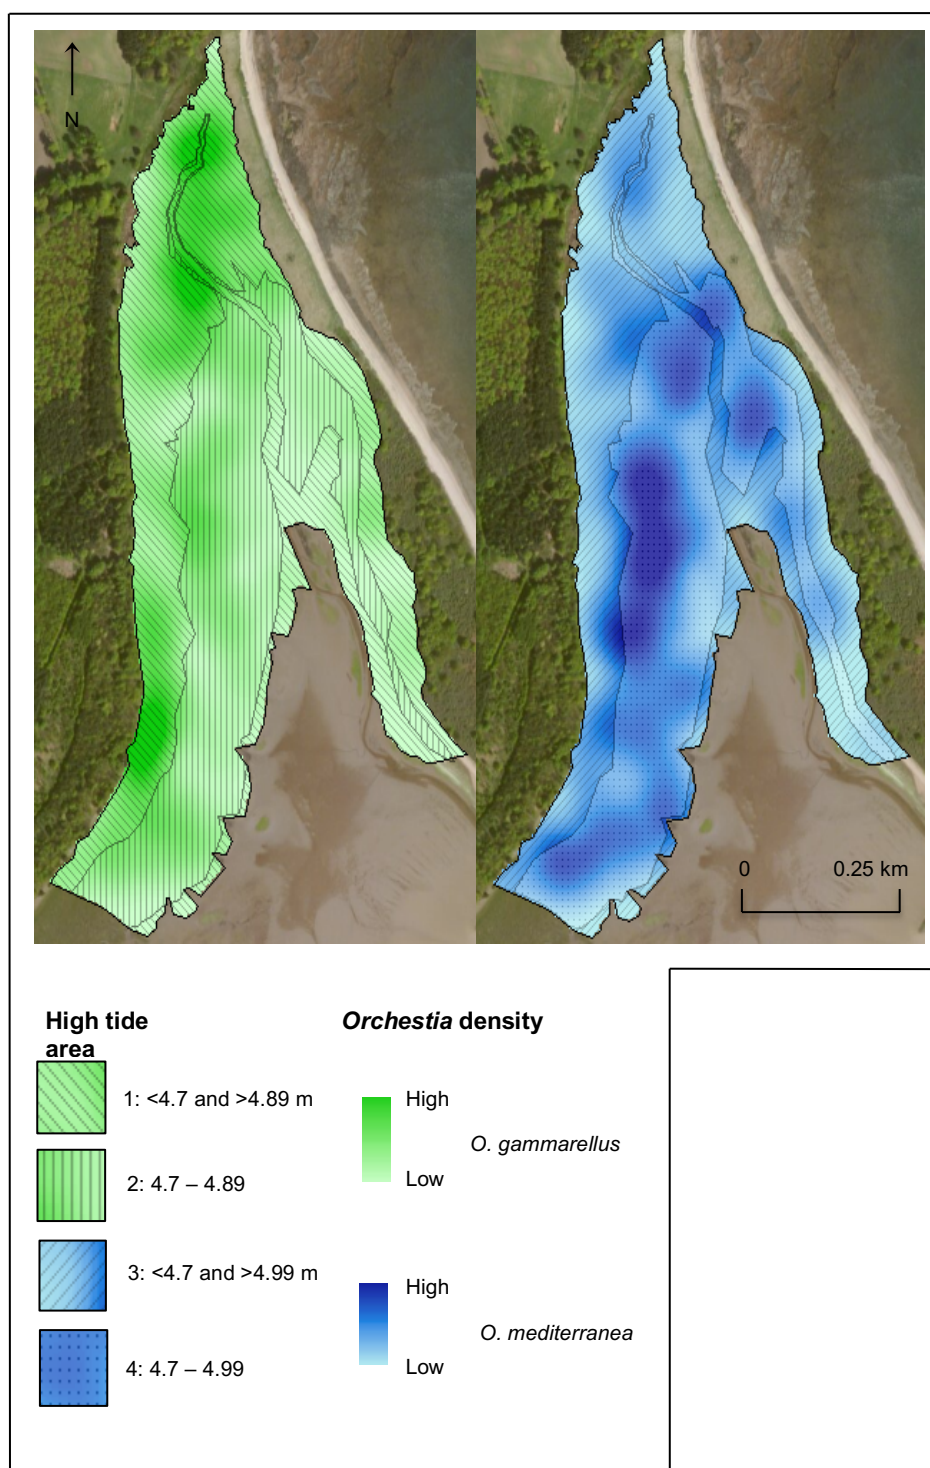 N
0 0.25 km
High tide
area
1: <4.7 and >4.89 m
2: 4.7 – 4.89
3: <4.7 and >4.99 m
4: 4.7 – 4.99
Orchestia density
High
O. gammarellus
Low
High
O. mediterranea
Low